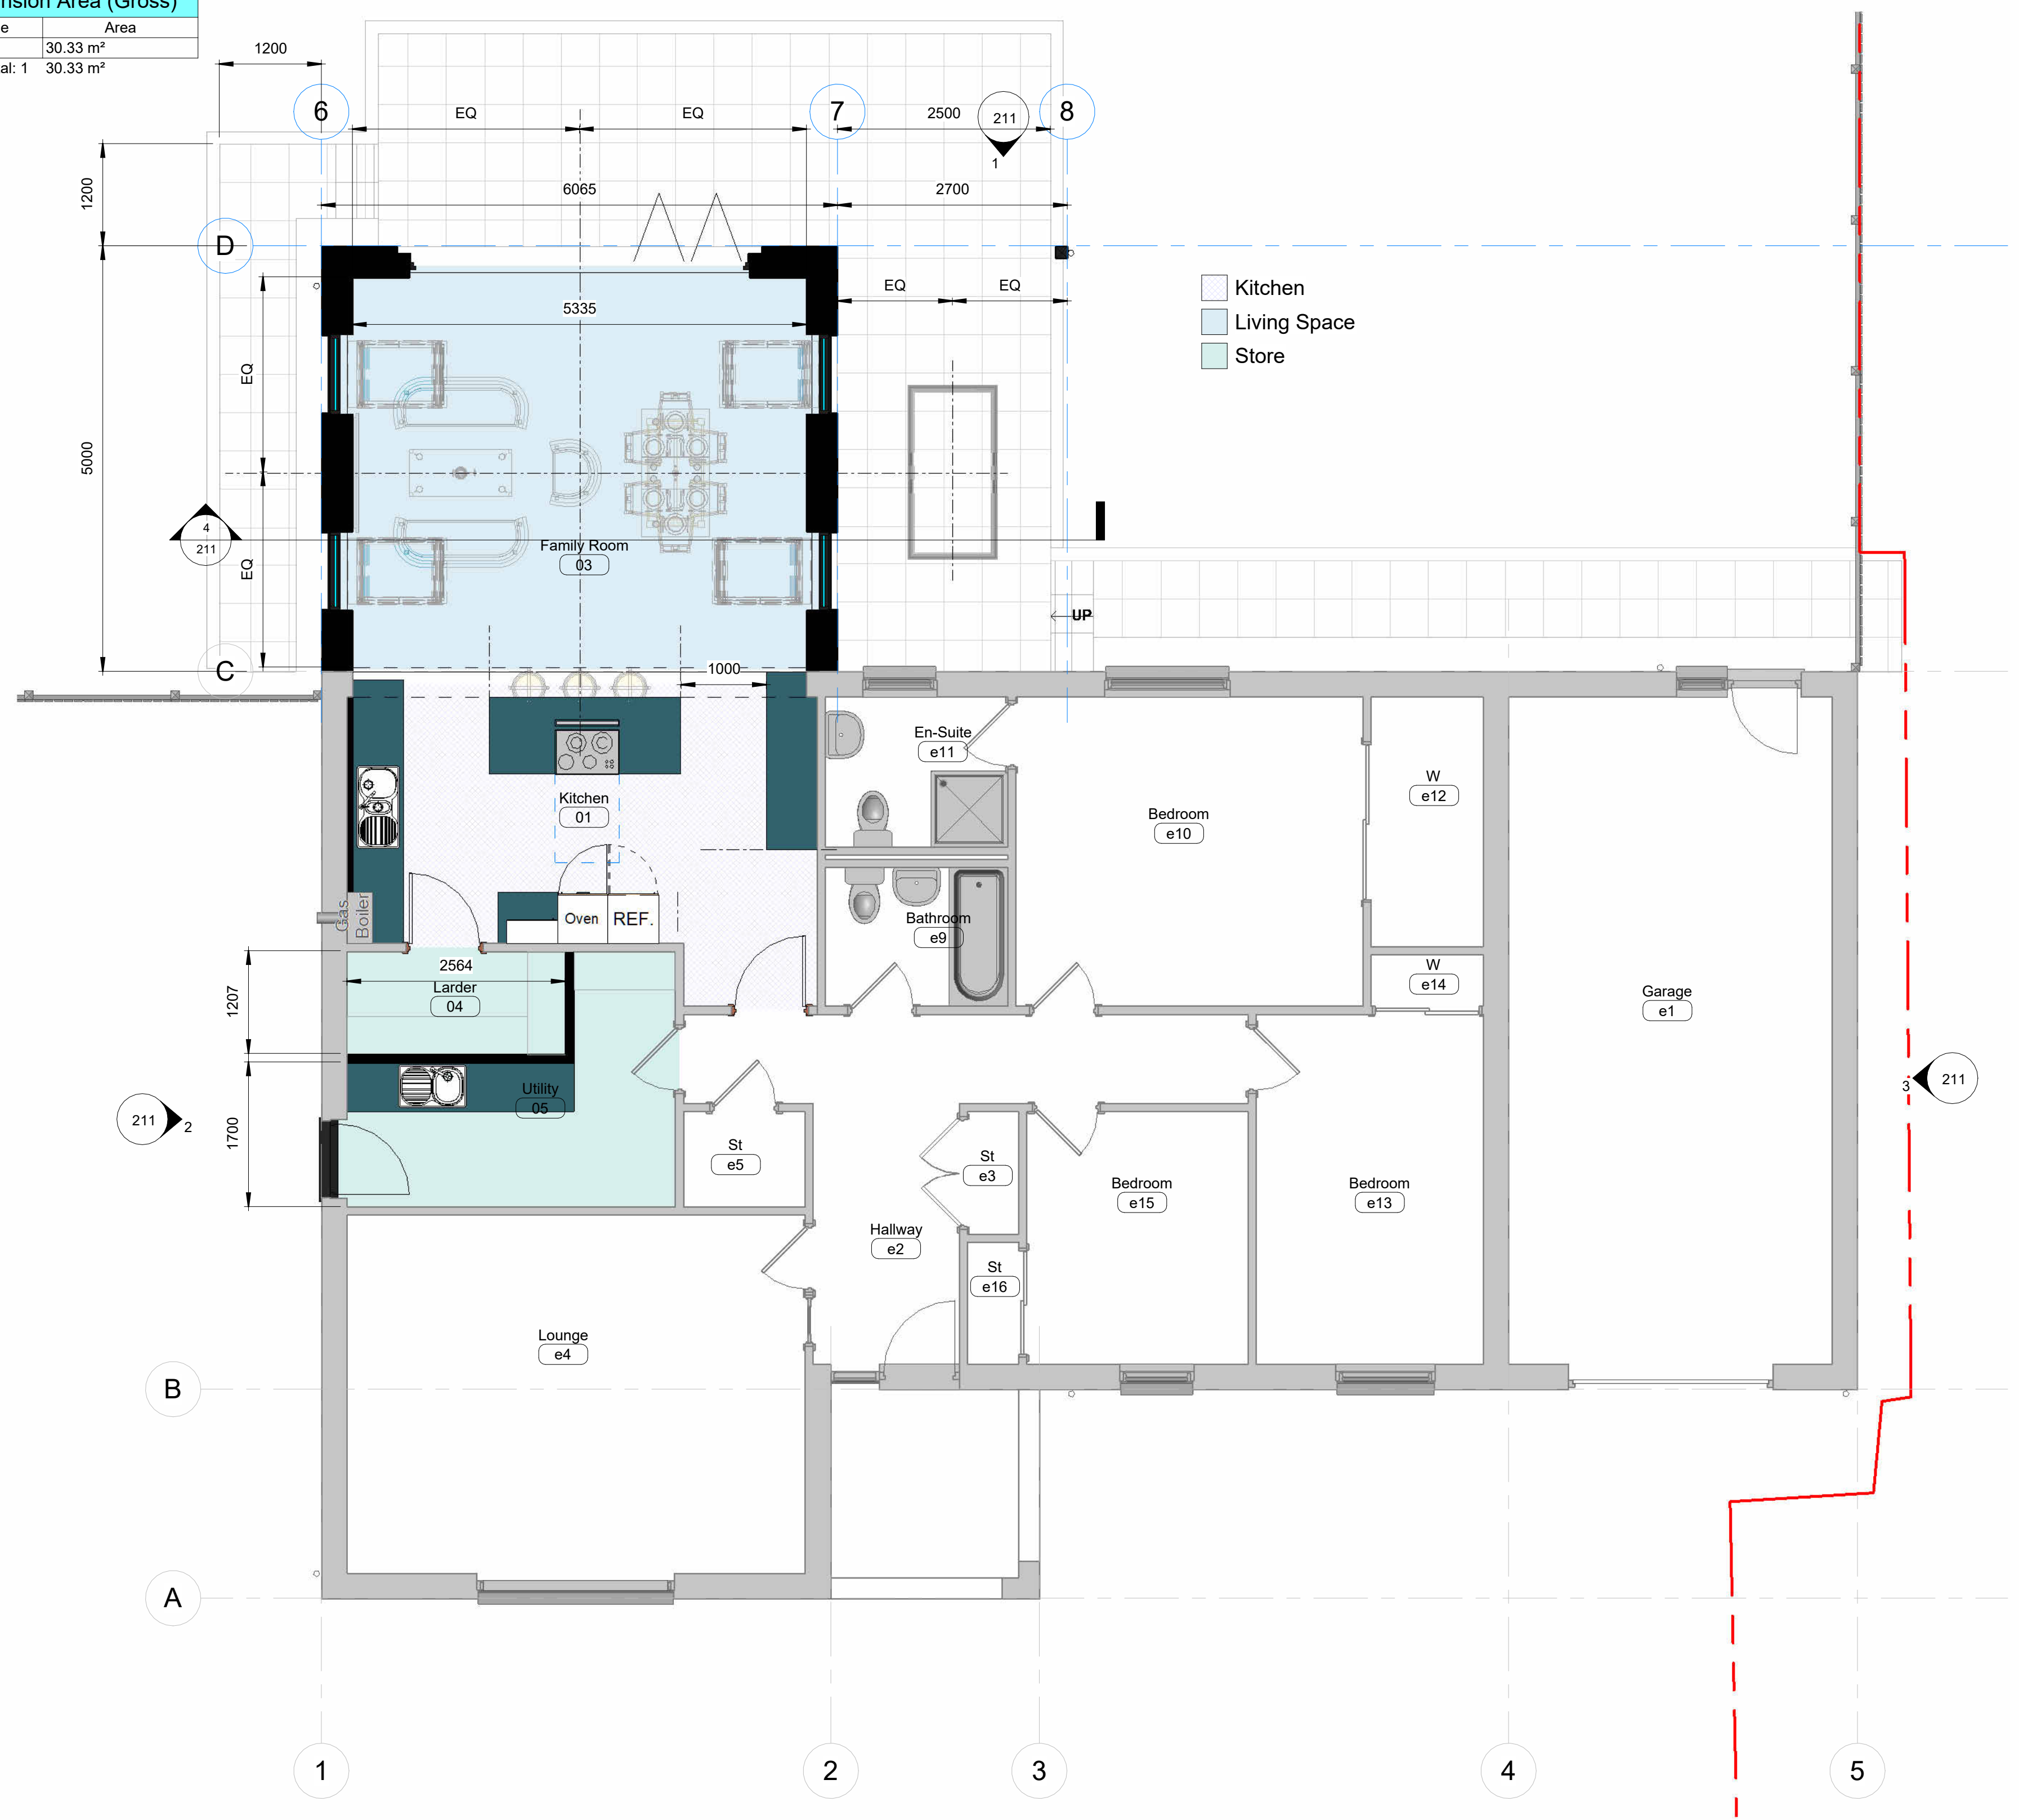 nsion Area (Gross)
e Area
30.33 m²
al: 1 30.33 m²
1200
6 7 8
EQ EQ 2500
211
1
1200
6065 2700
D
EQ EQ
Kitchen
5335
Living Space
Store
EQ
5000
4
211
Family Room
03
EQ
UP
C
1000
En-Suite
e11
W
e12
Kitchen
01
Bedroom
e10
Gas
Boiler
Oven REF.
Bathroom
e9
2564
W
e14
Larder
04
1207
Garage
e1
Utility
05
211
3
211
2
1700
St
e5
St
e3
Bedroom
e15
Bedroom
e13
Hallway
e2
St
e16
Lounge
e4
B
A
1 2 3 4 5